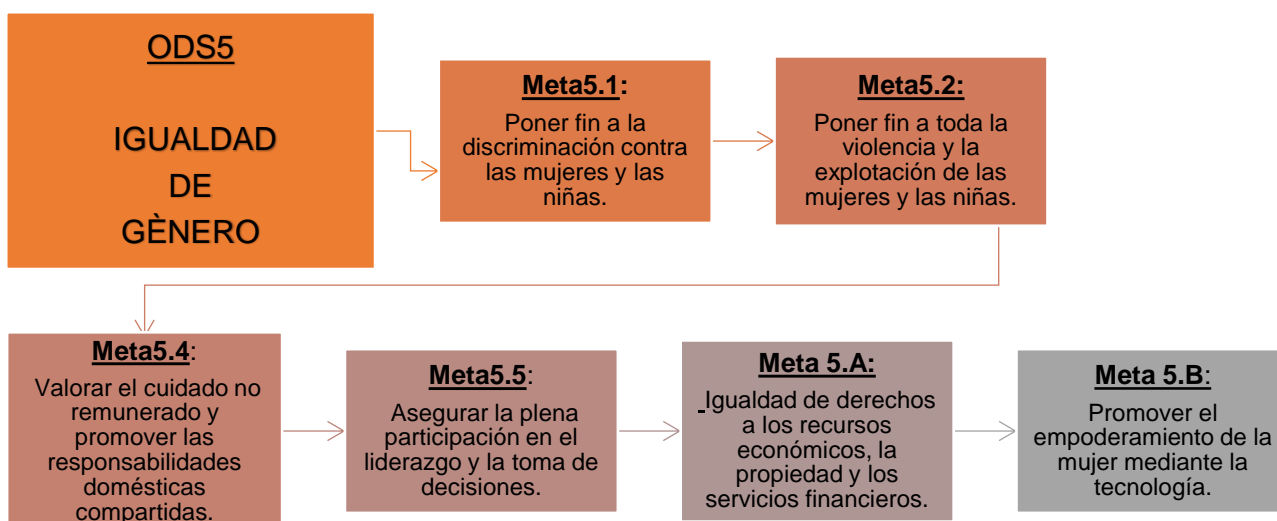 ODS5
IGUALDAD
DE
GÈNERO
Meta5.1:
Poner fin a la
discriminación contra
las mujeres y las
niñas.
Meta5.2:
Poner fin a toda la
violencia y la
explotación de las
mujeres y las niñas.
Meta5.4:
Valorar el cuidado no
remunerado y
promover las
responsabilidades
domésticas
compartidas.
Meta5.5:
Asegurar la plena
participación en el
liderazgo y la toma de
decisiones.
Meta 5.A:
Igualdad de derechos
a los recursos
económicos, la
propiedad y los
servicios financieros.
Meta 5.B:
Promover el
empoderamiento de la
mujer mediante la
tecnología.